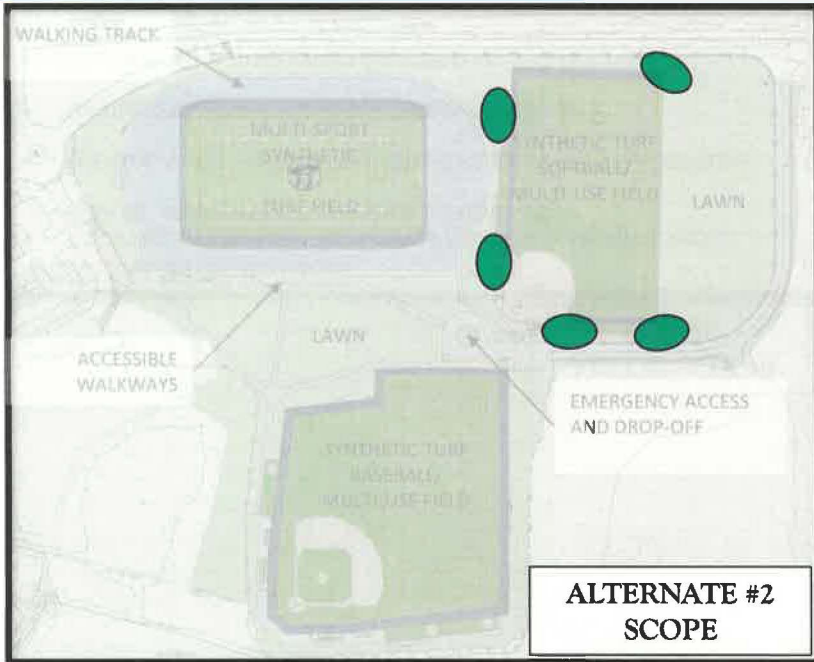 WALKING TRACK
MULTI-SPORT
SYNTHETIC
TURF FIELD
SYNTHETIC TURF
SOFTBALL/
MULTI USE FIELD
LAWN
LAWN
ACCESSIBLE
WALKWAYS
EMERGENCY ACCESS
AND DROP-OFF
SYNTHETIC TURF
BASEBALL/
MULTI USE FIELD
ALTERNATE #2
SCOPE